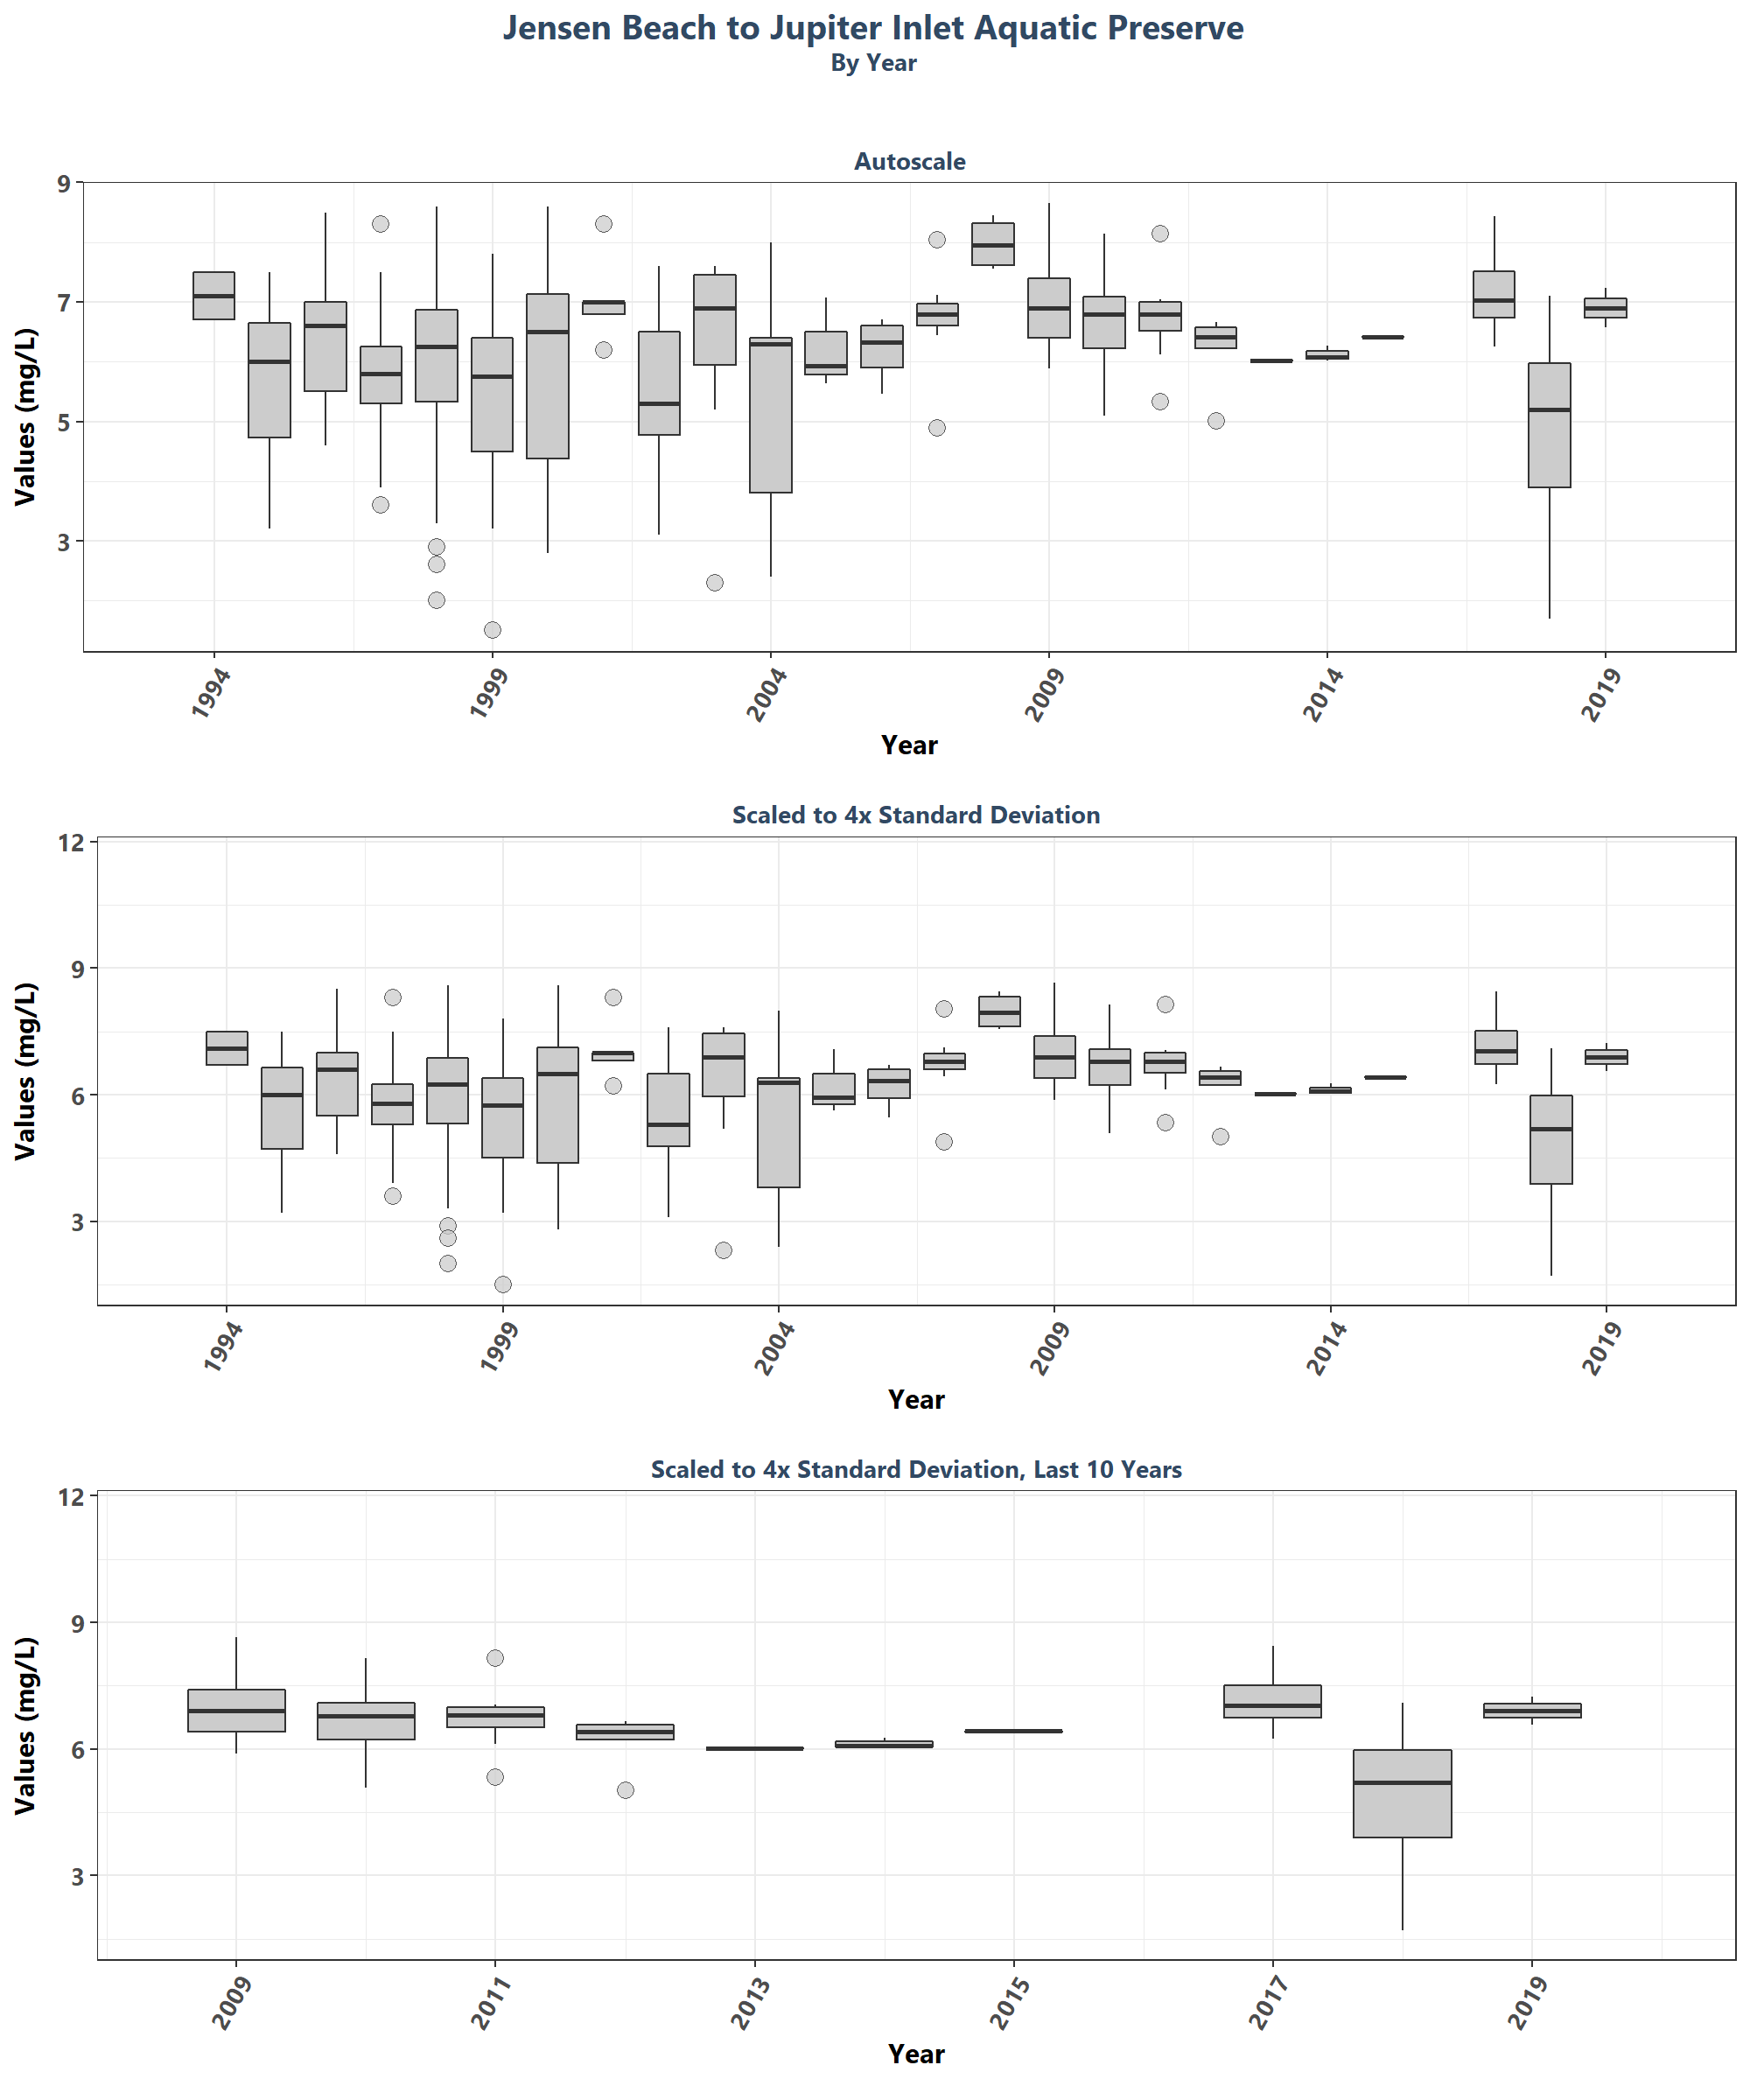 Jensen Beach to Jupiter Inlet Aquatic Preserve
By Year
Autoscale
Values (mg/L)
9
7
5
3
1994 1999 2004 2009 2014 2019
Year
Scaled to 4x Standard Deviation
Values (mg/L)
12
9
6
3
1994 1999 2004 2009 2014 2019
Year
Scaled to 4x Standard Deviation, Last 10 Years
Values (mg/L)
12
9
6
3
2009 2011 2013 2015 2017 2019
Year